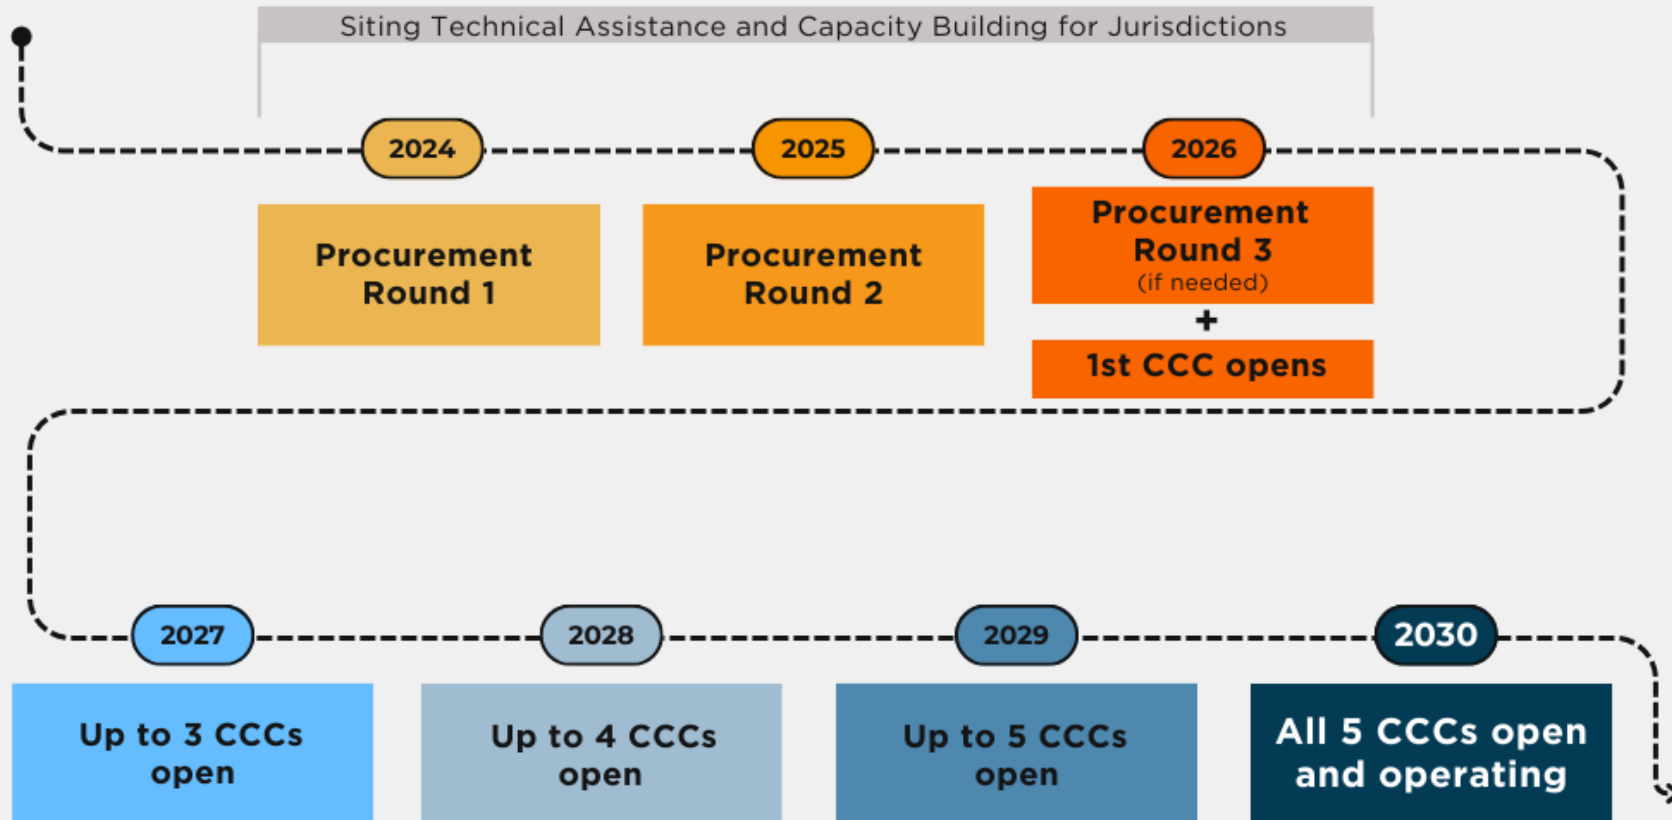 Siting Technical Assistance and Capacity Building for Jurisdictions
2024
2025
2026
Procurement
Round 1
Procurement
Round 2
Procurement
Round 3
(if needed)
+
1st CCC opens
2027
2028
2029
2030
Up to 3 CCCs
open
Up to 4 CCCs
open
Up to 5 CCCs
open
All 5 CCCs open
and operating